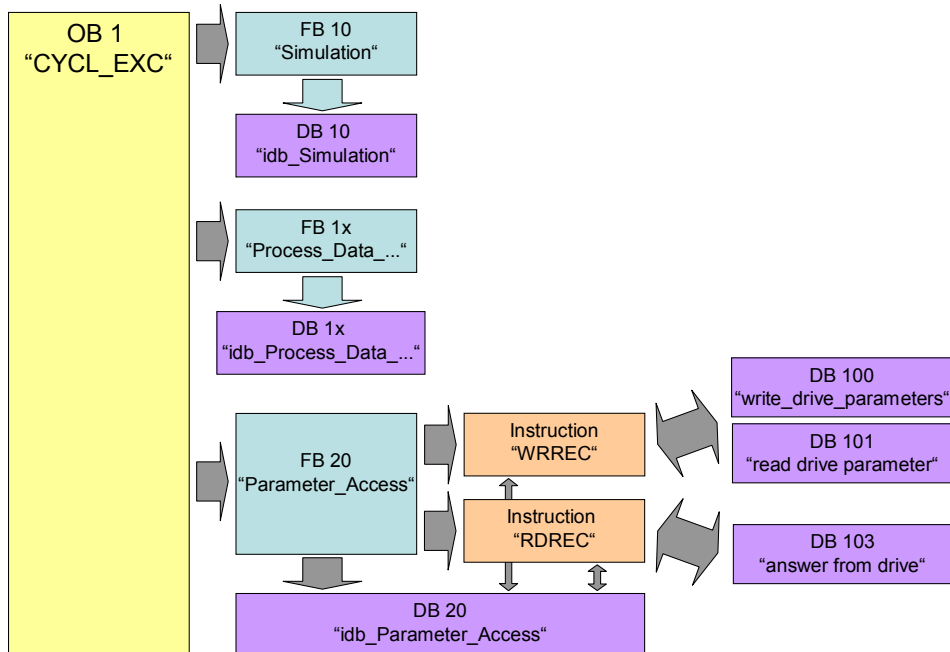 OB 1
“CYCL_EXC“
FB 10
“Simulation“
DB 10
“idb_Simulation“
FB 1x
“Process_Data_...“
DB 1x
“idb_Process_Data_...“
FB 20
“Parameter_Access“
Instruction
“WRREC“
Instruction
“RDREC“
DB 100
“write_drive_parameters“
DB 101
“read drive parameter“
DB 103
“answer from drive“
DB 20
“idb_Parameter_Access“